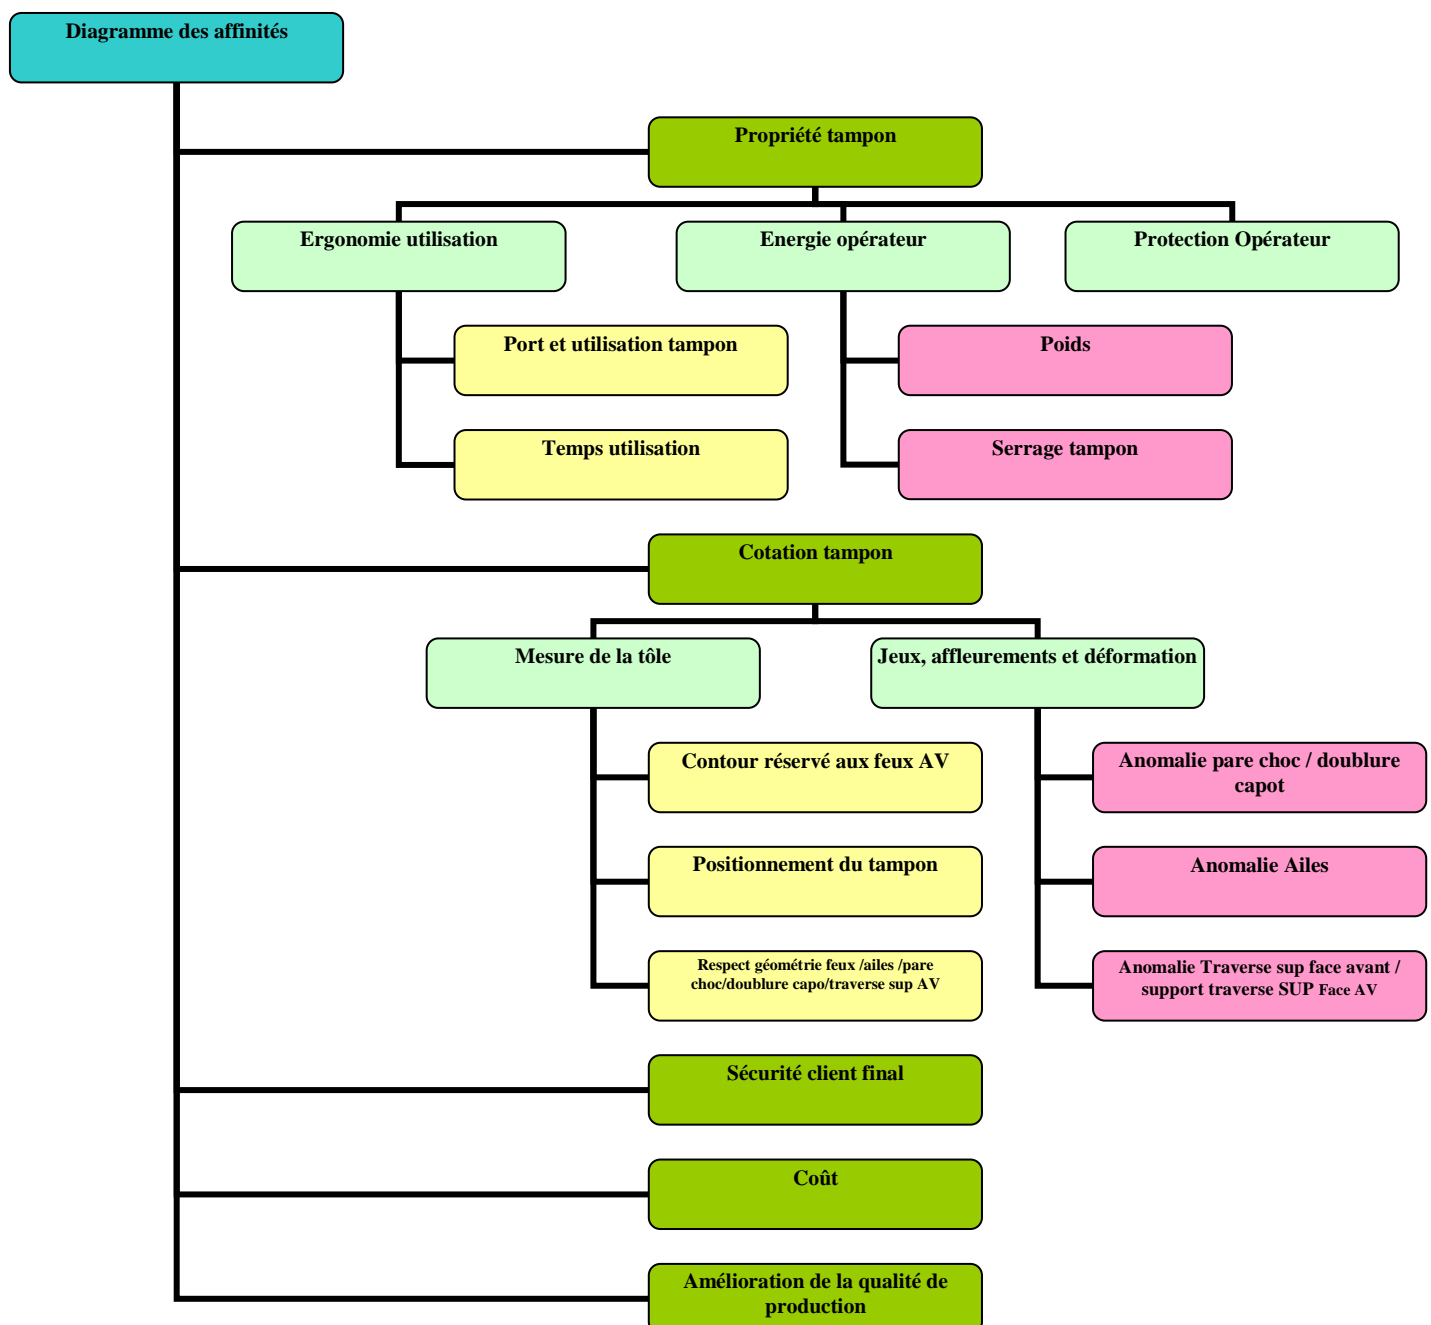 Diagramme des affinités
Propriété tampon
Ergonomie utilisation
Energie opérateur
Protection Opérateur
Port et utilisation tampon
Poids
Temps utilisation
Serrage tampon
Cotation tampon
Mesure de la tôle
Jeux, affleurements et déformation
Contour réservé aux feux AV
Anomalie pare choc / doublure
capot
Positionnement du tampon
Anomalie Ailes
Respect géométrie feux /ailes /pare
choc/doublure capo/traverse sup AV
Anomalie Traverse sup face avant /
support traverse SUP Face AV
Sécurité client final
Coût
Amélioration de la qualité de
production